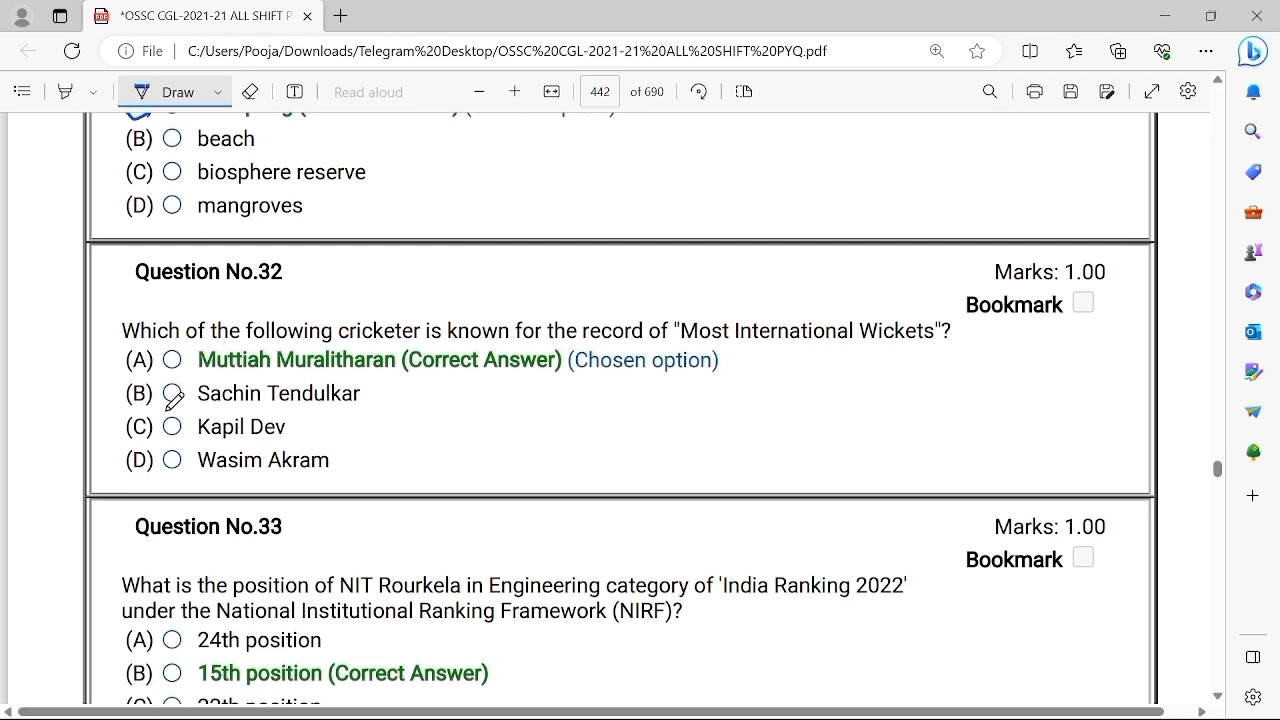 *OSSC CGL-2021-21 ALL SHIFT P
File
C:/Users/Pooja/Downloads/Telegram%20Desktop/OSSC%20CGL-2021-21%20ALL%20SHIFT%20PYQ.pdf
Draw
Read aloud
442
of 690
(B) beach
(C) biosphere reserve
(D) mangroves
Question No.32
Marks: 1.00
Bookmark
Which of the following cricketer is known for the record of "Most International Wickets"?
(A) Muttiah Muralitharan (Correct Answer) (Chosen option)
(B) Sachin Tendulkar
(C) Kapil Dev
(D) Wasim Akram
Question No.33
Marks: 1.00
Bookmark
What is the position of NIT Rourkela in Engineering category of 'India Ranking 2022'
under the National Institutional Ranking Framework (NIRF)?
(A) 24th position
(B) 15th position (Correct Answer)